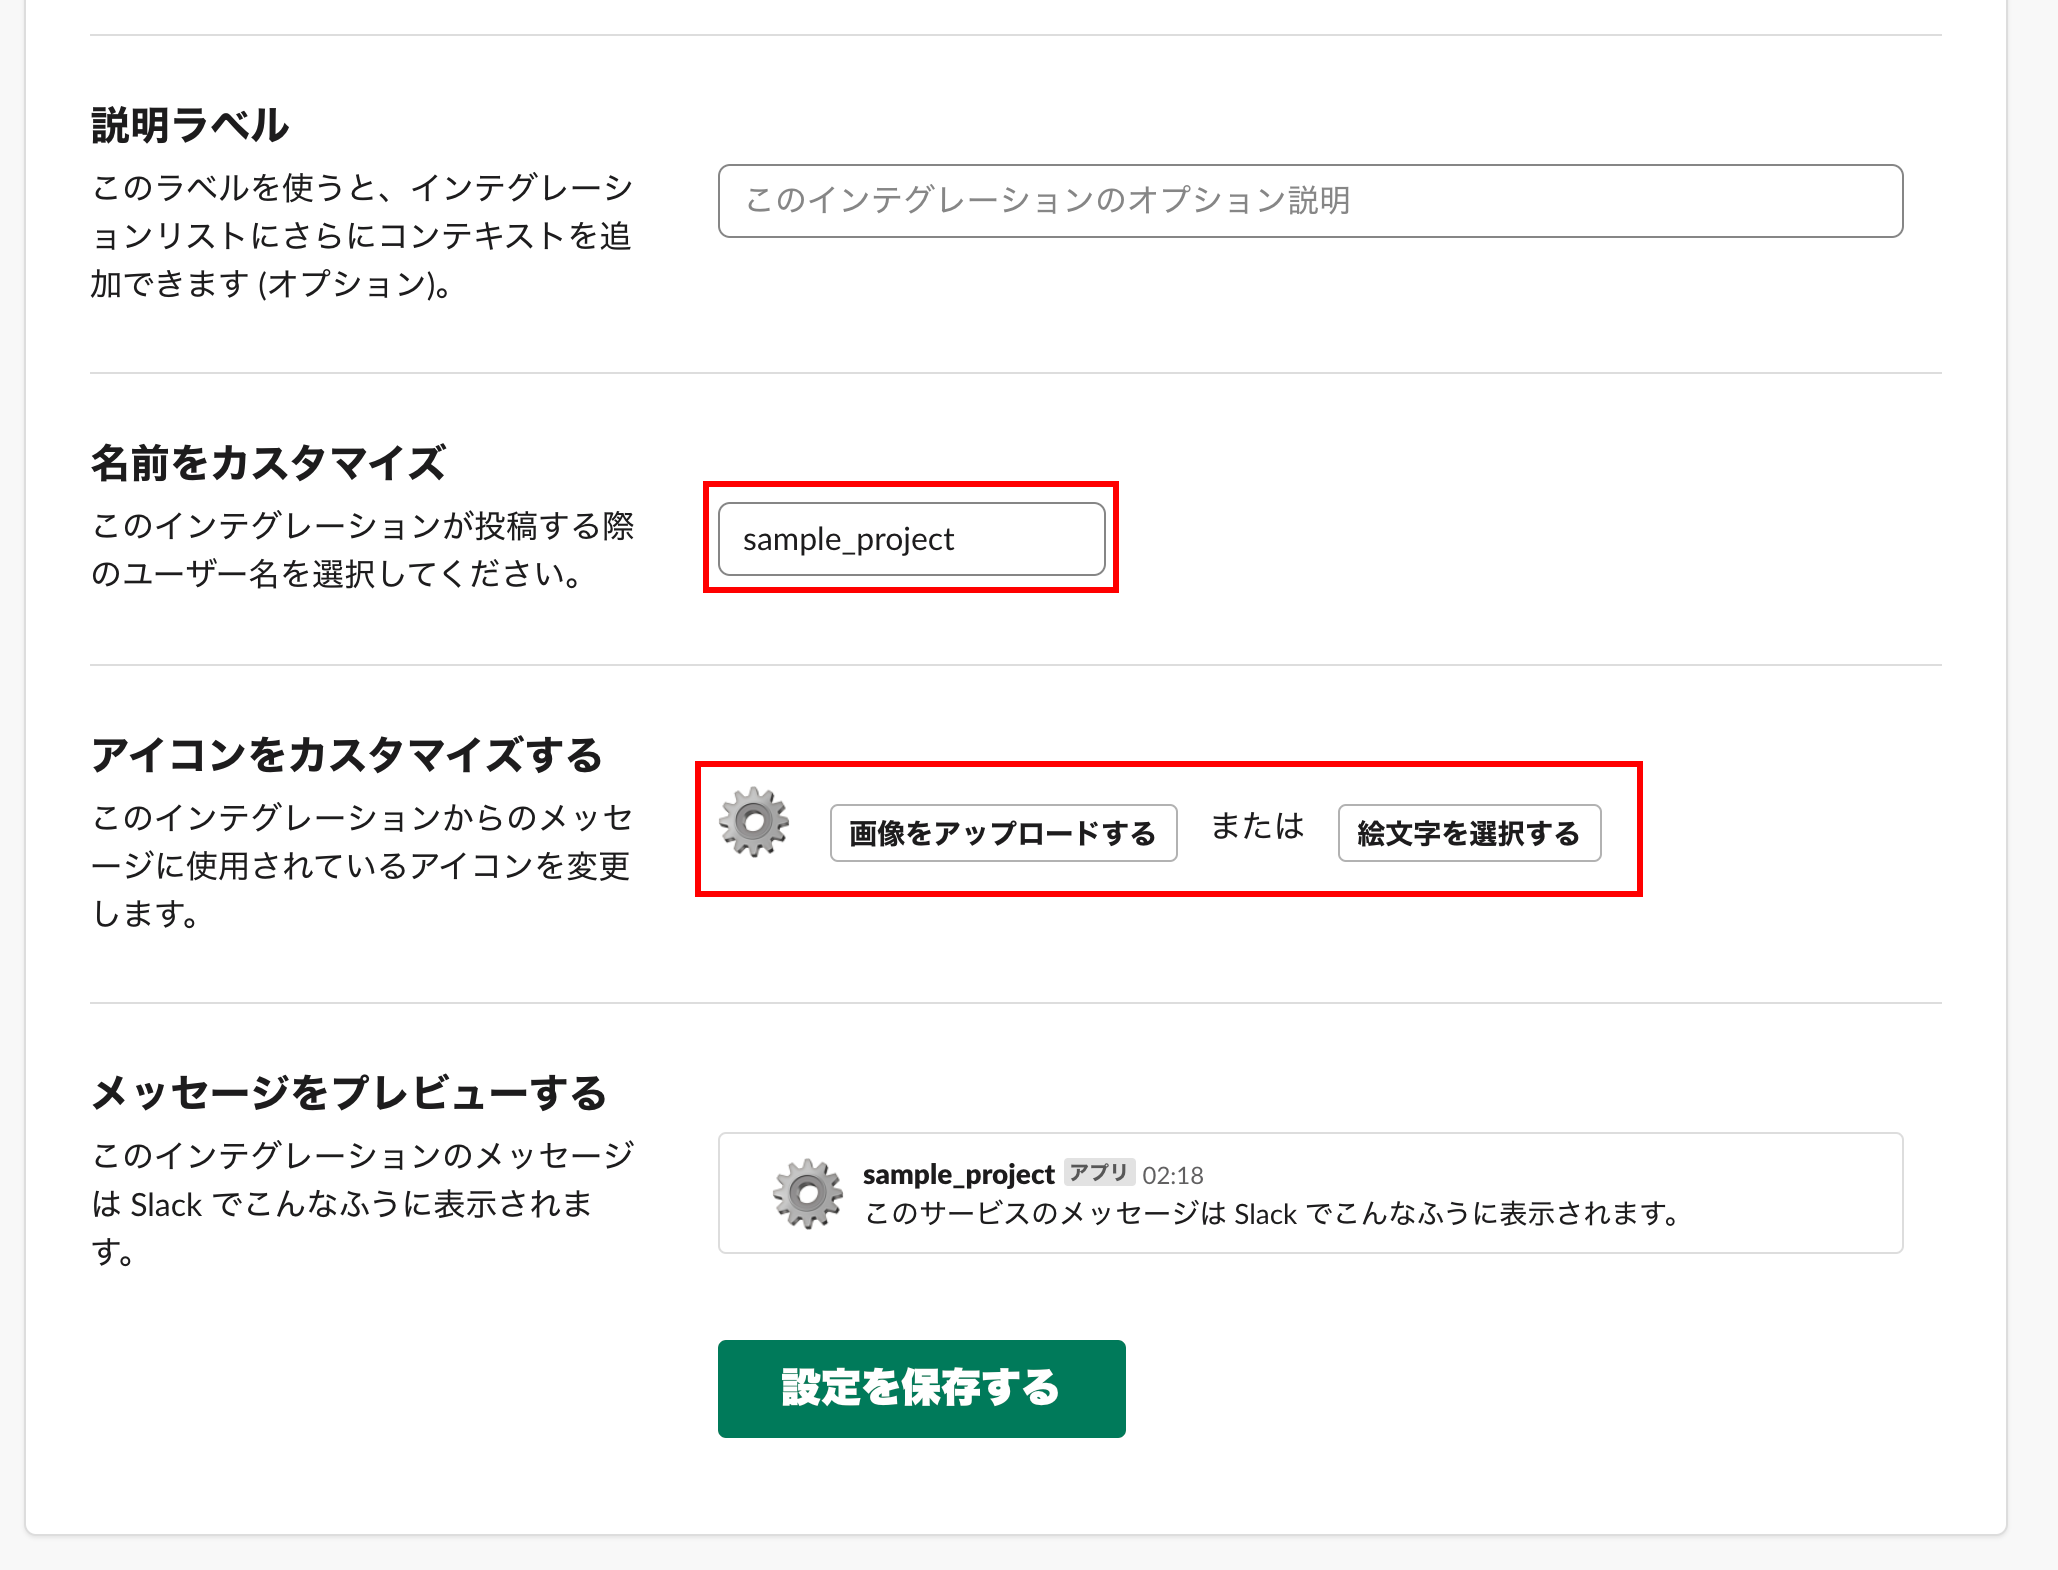 説明ラベル
このラベルを使うと、インテグレーシ
ョンリストにさらにコンテキストを追
加できます (オプション)。
このインテグレーションのオプション説明
名前をカスタマイズ
このインテグレーションが投稿する際
のユーザー名を選択してください。
sample_project
アイコンをカスタマイズする
このインテグレーションからのメッセ
ージに使用されているアイコンを変更
します。
画像をアップロードする または 絵文字を選択する
メッセージをプレビューする
このインテグレーションのメッセージ
は Slack でこんなふうに表示されま
す。
sample_project アプリ 02:18
このサービスのメッセージは Slack でこんなふうに表示されます。
設定を保存する